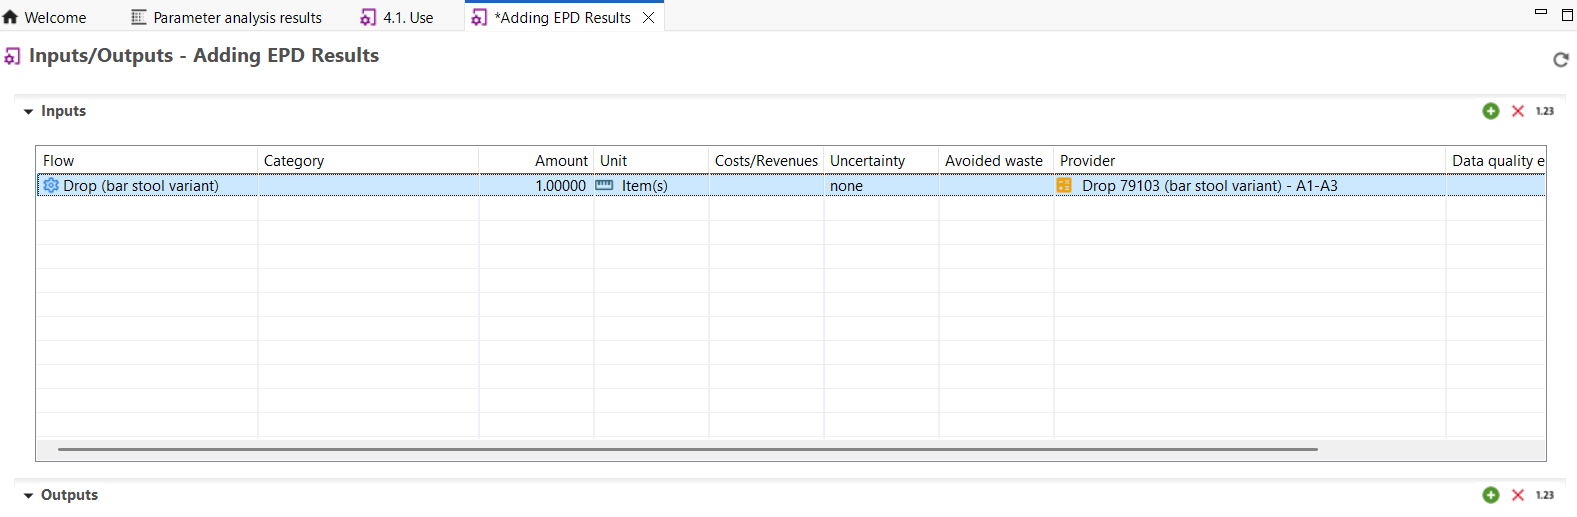 Welcome Parameter analysis results 4.1. Use *Adding EPD Results
Inputs/Outputs - Adding EPD Results
Inputs 1.23
Flow Category Amount Unit Costs/Revenues Uncertainty Avoided waste Provider Data quality e
Drop (bar stool variant) 1.00000 Item(s) none Drop 79103 (bar stool variant) - A1-A3
Outputs 1.23